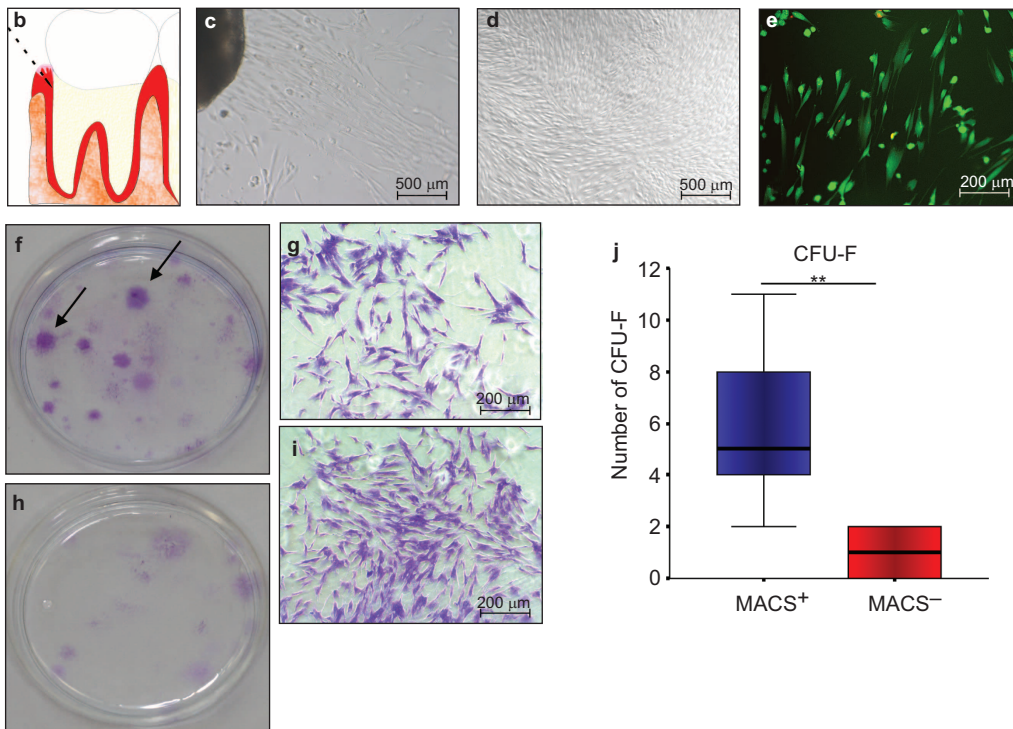 b
c
500 μm
d
500 μm
e
200 μm
f
g
200 μm
h
i
200 μm
j
CFU-F
**
Number of CFU-F
12
10
8
6
4
2
0
MACS+
MACS−